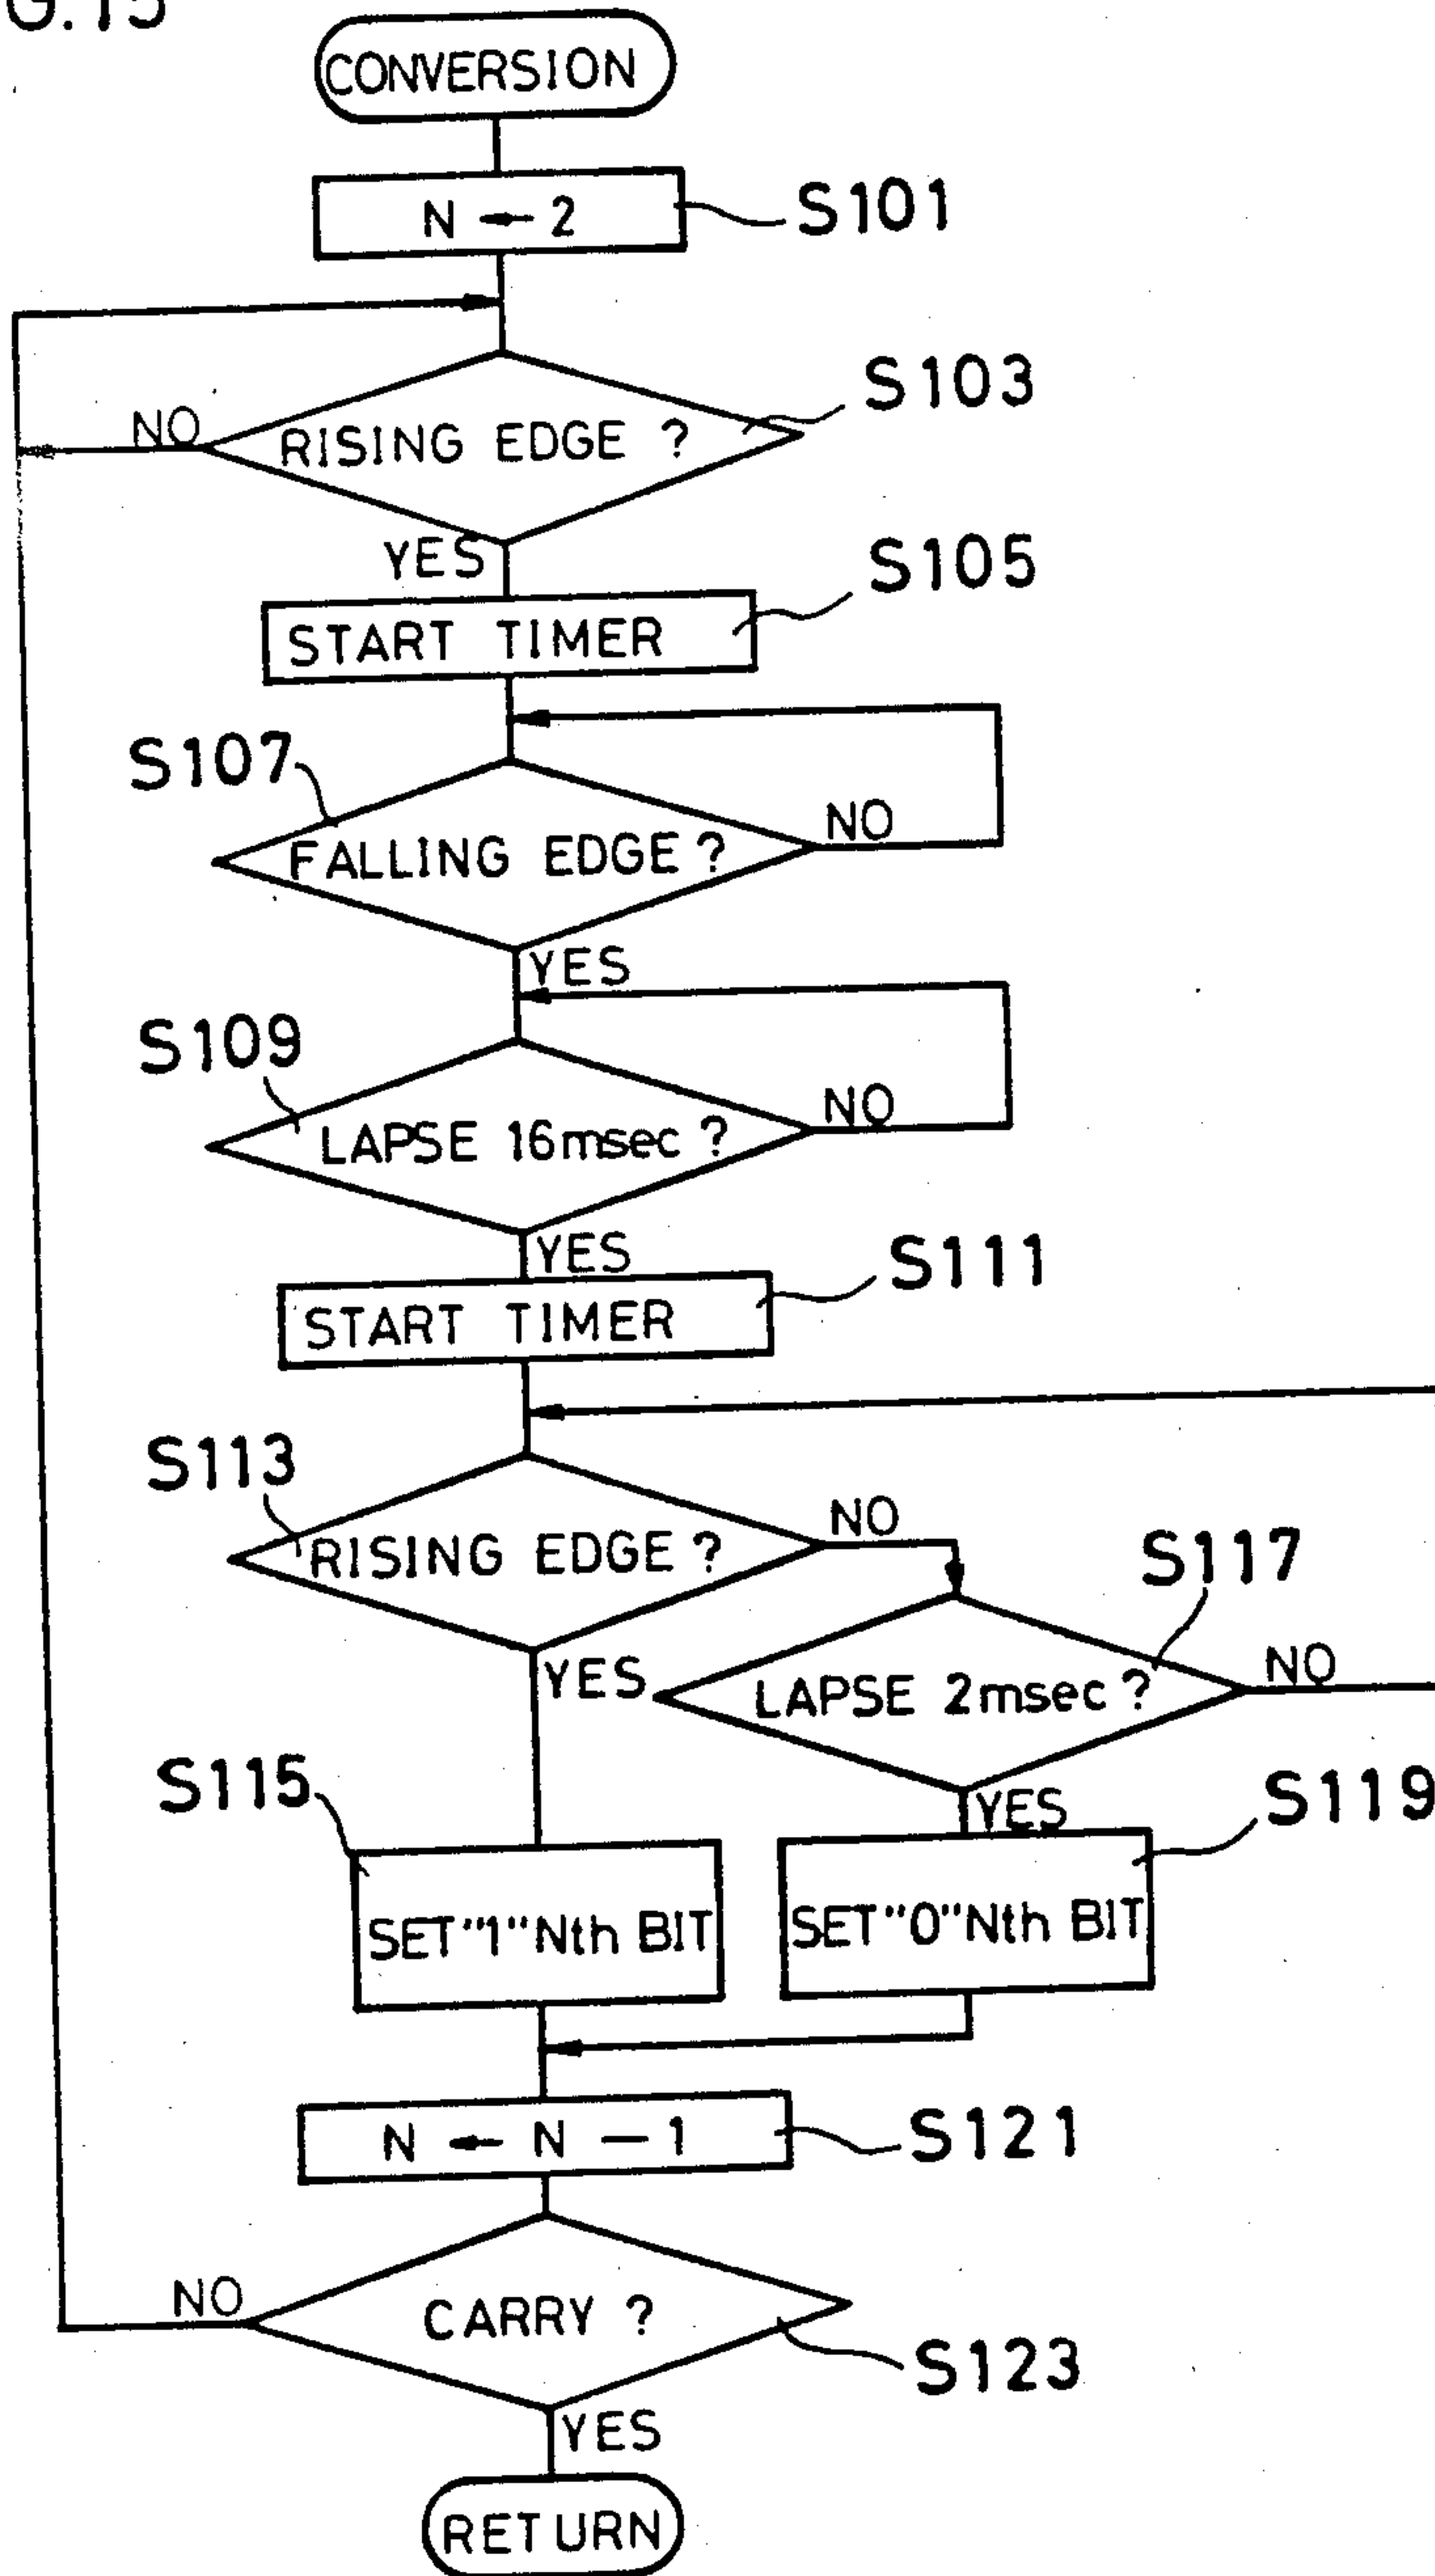 G.15
CONVERSION
N ← 2
S101
S103
NO
RISING EDGE ?
YES
S105
START TIMER
S107
NO
FALLING EDGE ?
YES
S109
NO
LAPSE 16msec ?
YES
S111
START TIMER
S113
NO
RISING EDGE ?
S117
YES
NO
LAPSE 2msec ?
S115
YES
S119
SET "1" Nth BIT
SET "0" Nth BIT
N ← N - 1
S121
NO
CARRY ?
S123
YES
RETURN